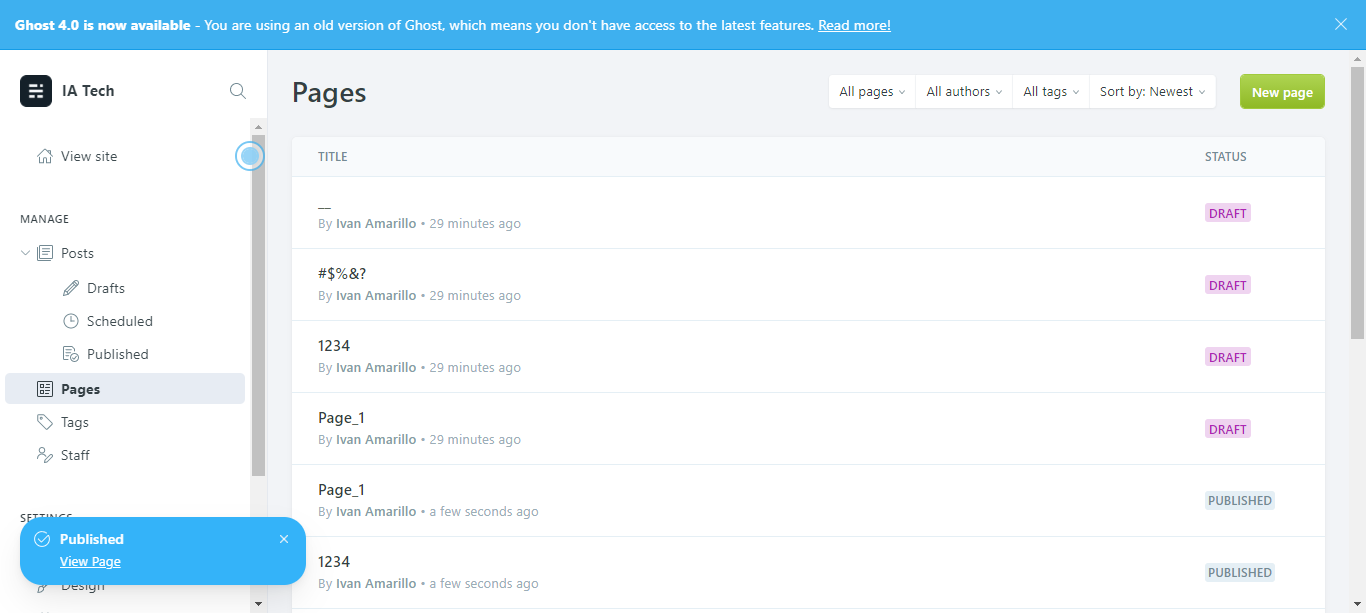 Ghost 4.0 is now available - You are using an old version of Ghost, which means you don't have access to the latest features. Read more!
IA Tech
View site
MANAGE
Posts
Drafts
Scheduled
Published
Pages
Tags
Staff
SETTINGS
Published
View Page
Design
Pages
All pages
All authors
All tags
Sort by: Newest
New page
TITLE STATUS
__
By Ivan Amarillo • 29 minutes ago
DRAFT
#$%&?
By Ivan Amarillo • 29 minutes ago
DRAFT
1234
By Ivan Amarillo • 29 minutes ago
DRAFT
Page_1
By Ivan Amarillo • 29 minutes ago
DRAFT
Page_1
By Ivan Amarillo • a few seconds ago
PUBLISHED
1234
By Ivan Amarillo • a few seconds ago
PUBLISHED